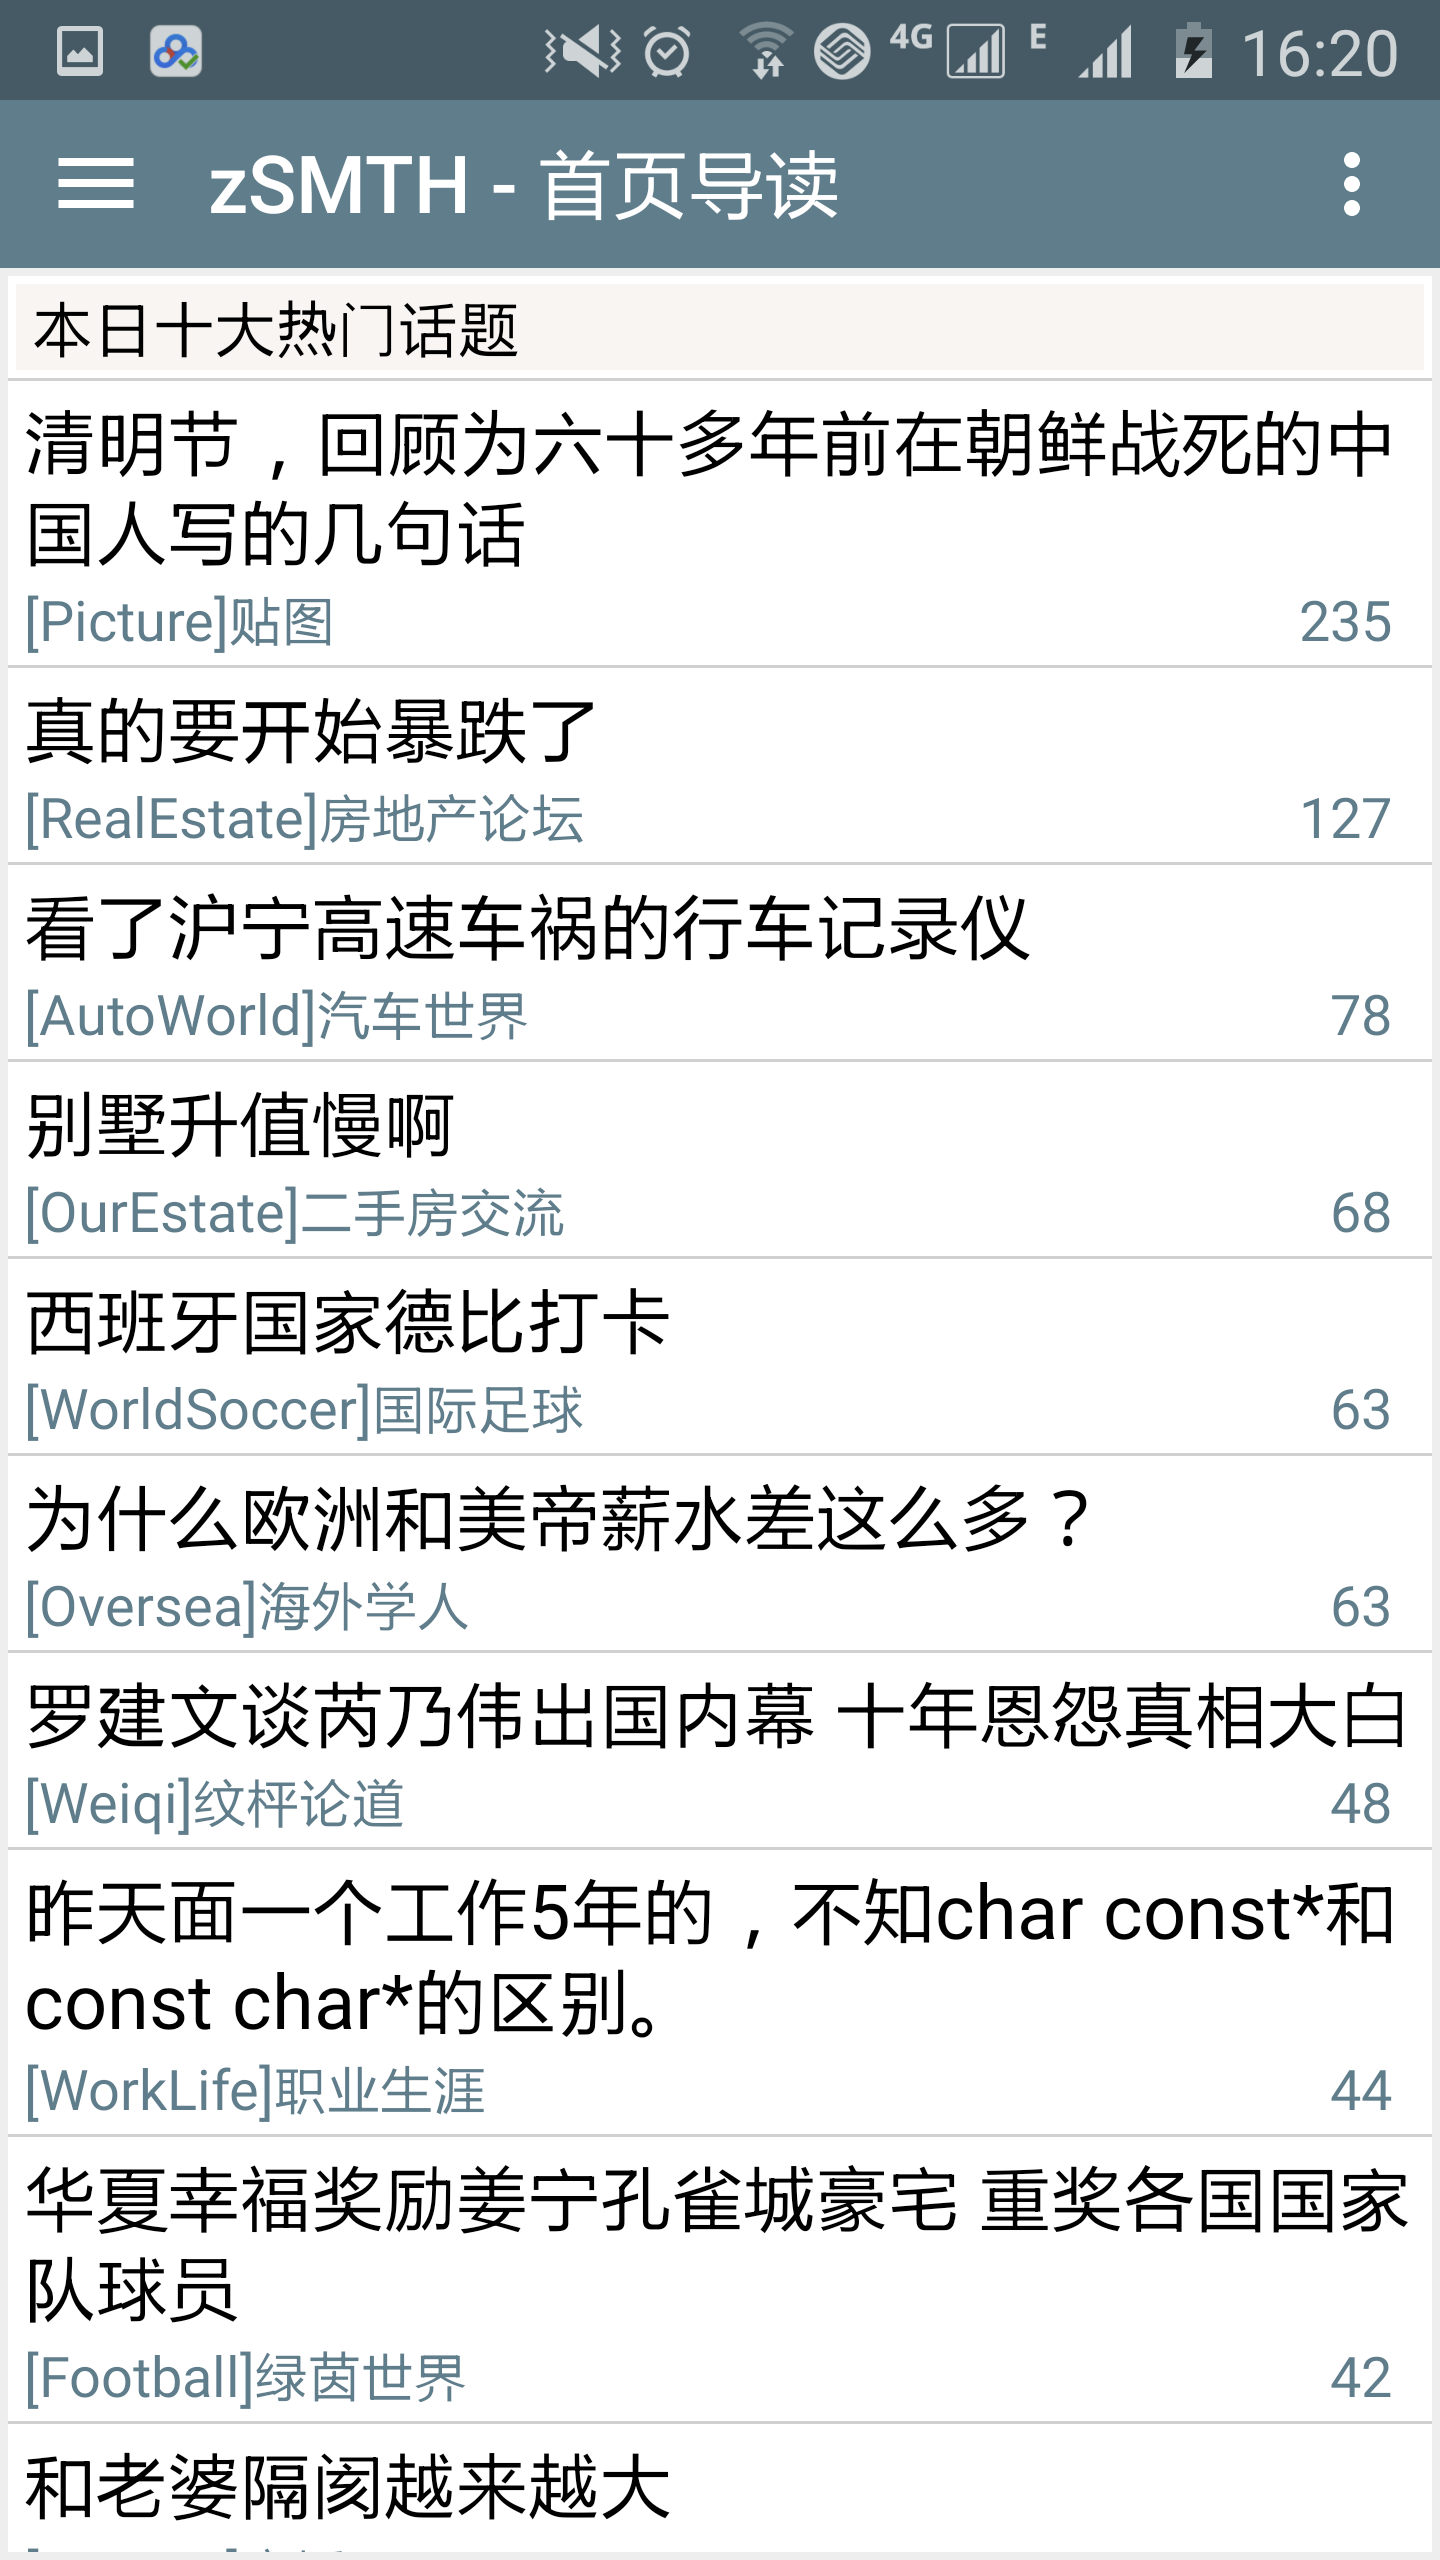 4G E 16:20
zSMTH - 首页导读
本日十大热门话题
清明节，回顾为六十多年前在朝鲜战死的中
国人写的几句话
[Picture]贴图 235
真的要开始暴跌了
[RealEstate]房地产论坛 127
看了沪宁高速车祸的行车记录仪
[AutoWorld]汽车世界 78
别墅升值慢啊
[OurEstate]二手房交流 68
西班牙国家德比打卡
[WorldSoccer]国际足球 63
为什么欧洲和美帝薪水差这么多？
[Oversea]海外学人 63
罗建文谈芮乃伟出国内幕 十年恩怨真相大白
[Weiqi]纹枰论道 48
昨天面一个工作5年的，不知char const*和
const char*的区别。
[WorkLife]职业生涯 44
华夏幸福奖励姜宁孔雀城豪宅 重奖各国国家
队球员
[Football]绿茵世界 42
和老婆隔阂越来越大